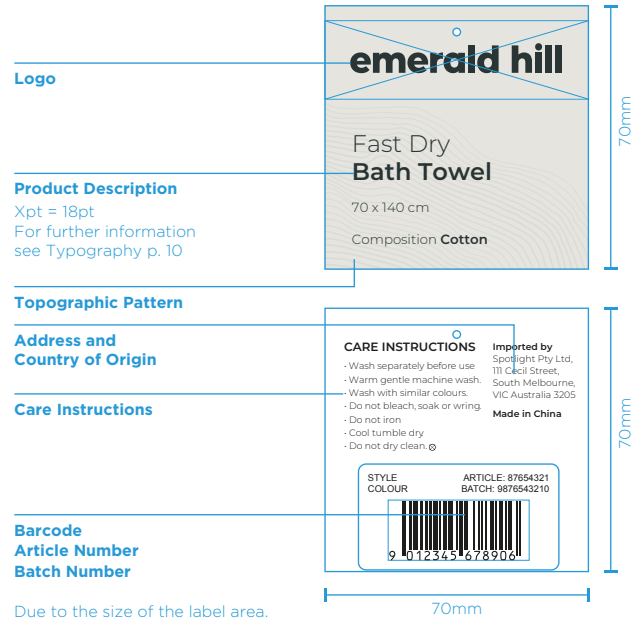 Logo
Product Description
Xpt = 18pt
For further information
see Typography p. 10
Topographic Pattern
Address and
Country of Origin
Care Instructions
Barcode
Article Number
Batch Number
Due to the size of the label area.
emerald hill
Fast Dry
Bath Towel
70 x 140 cm
Composition Cotton
70mm
CARE INSTRUCTIONS
• Wash separately before use
• Warm gentle machine wash.
• Wash with similar colours.
• Do not bleach, soak or wring.
• Do not iron
• Cool tumble dry.
• Do not dry clean.
Imported by
Spotlight Pty Ltd,
111 Cecil Street,
South Melbourne,
VIC Australia 3205
Made in China
STYLE
COLOUR
ARTICLE: 87654321
BATCH: 9876543210
9 012345 678906
70mm
70mm